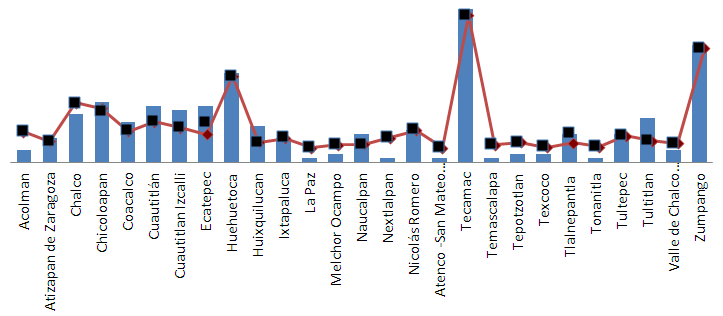 Acolman
Atizapan de Zaragoza
Chalco
Chicoloapan
Coacalco
Cuautitlán
Cuautitlan Izcalli
Ecatepec
Huehuetoca
Huixquilucan
Ixtapaluca
La Paz
Melchor Ocampo
Naucalpan
Nextlalpan
Nicolás Romero
Atenco -San Mateo...
Tecamac
Temascalapa
Tepotzotlan
Texcoco
Tlalnepantla
Tonanitla
Tultepec
Tultitlan
Valle de Chalco...
Zumpango